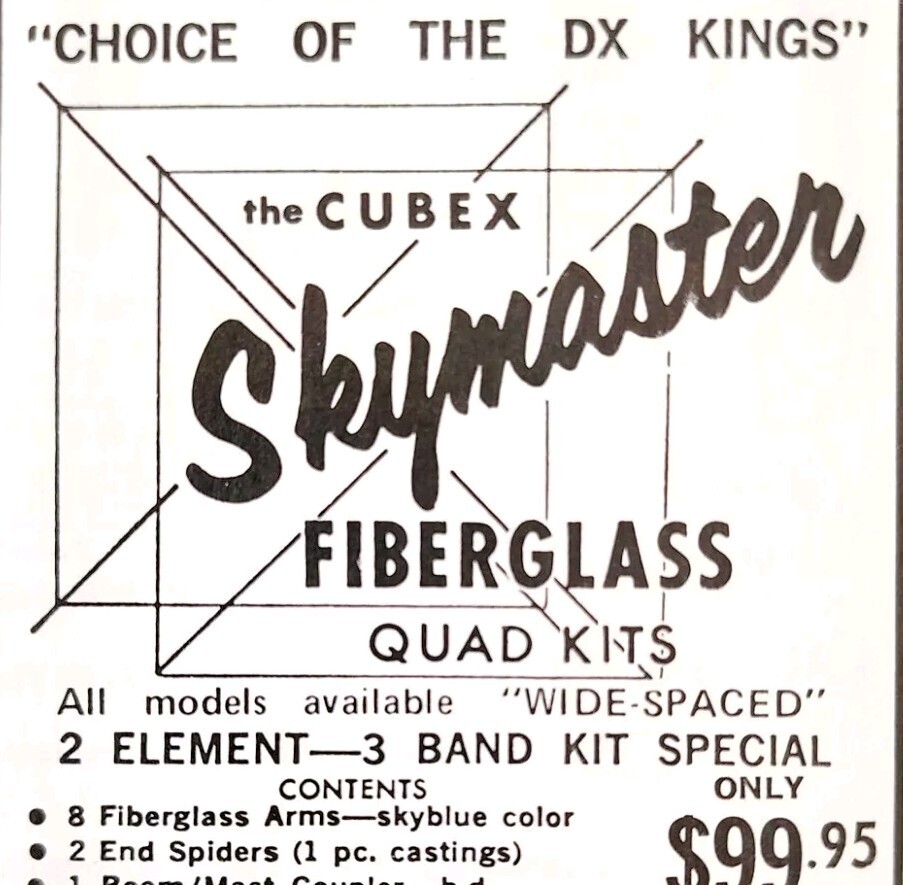 "CHOICE OF THE DX KINGS"
the CUBEX
Skymaster
FIBERGLASS
QUAD KITS
All models available "WIDE-SPACED"
2 ELEMENT—3 BAND KIT SPECIAL
CONTENTS
ONLY
• 8 Fiberglass Arms—skyblue color
$99.95
• 2 End Spiders (1 pc. castings)